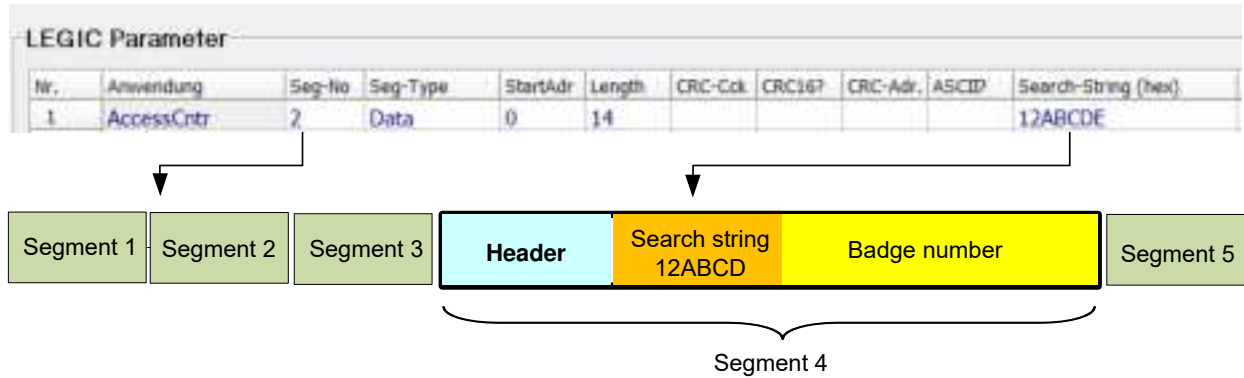 LEGIC Parameter
Nr. Anwendung Seg-No Seg-Type StartAdr Length CRC-Cck CRC16? CRC-Adr. ASCID Search-String (hex)
1 AccessCntr 2 Data 0 14 12ABCDE
Segment 1 Segment 2 Segment 3 Header Search string 12ABCD Badge number Segment 5
Segment 4